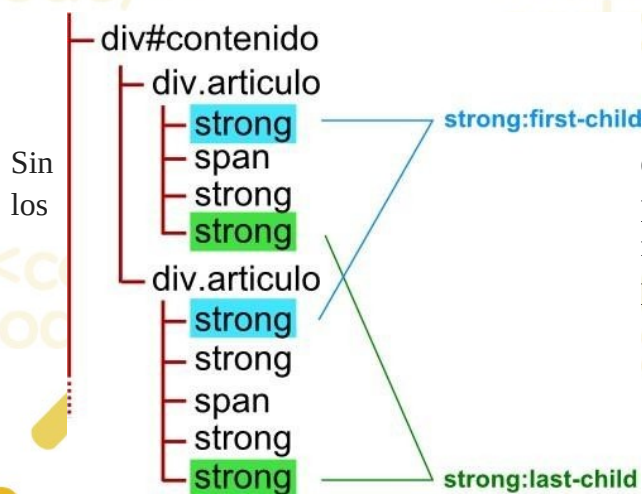 div#contenido
div.articulo
strong
strong:first-child
span
Sin
strong
los
strong
div.articulo
strong
strong
span
strong
strong
strong:last-child